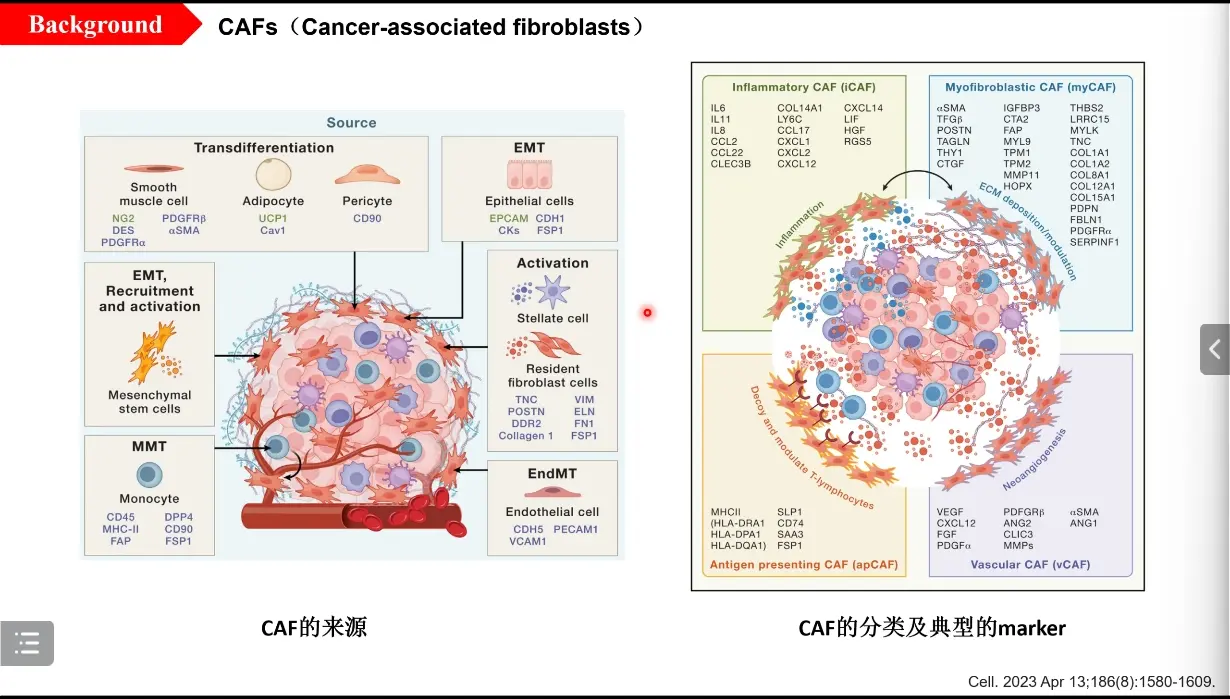 Background
CAFs（Cancer-associated fibroblasts）
Source
Transdifferentiation
Smooth
muscle cell
NG2 PDGFRβ
DES αSMA
PDGFRα
Adipocyte
UCP1
Cav1
Pericyte
CD90
EMT
Epithelial cells
EPCAM CDH1
CKs FSP1
EMT,
Recruitment
and activation
Mesenchymal
stem cells
Activation
Stellate cell
Resident
fibroblast cells
TNC VIM
POSTN ELN
DDR2 FN1
Collagen 1 FSP1
MMT
Monocyte
CD45 DPP4
MHC-II CD90
FAP FSP1
EndMT
Endothelial cell
CDH5 PECAM1
VCAM1
CAF的来源
Inflammatory CAF (iCAF)
IL6 COL14A1 CXCL14
IL11 LY6C LIF
IL8 CCL17 HGF
CCL2 CXCL1 RGS5
CCL22 CXCL2
CLEC3B CXCL12
Inflammation
Myofibroblastic CAF (myCAF)
αSMA IGFBP3 THBS2
TFGβ CTA2 LRRC15
POSTN FAP MYLK
TAGLN MYL9 TNC
THY1 TPM1 COL1A1
CTGF TPM2 COL1A2
MMP11 COL8A1
HOPX COL12A1
COL15A1
PDPN
FBLN1
PDGFRα
SERPINF1
ECM deposition/modulation
Decoy and modulate T-lymphocytes
MHCII SLP1
(HLA-DRA1 CD74
HLA-DPA1 SAA3
HLA-DQA1) FSP1
Antigen presenting CAF (apCAF)
Neoangiogenesis
VEGF PDFGRβ αSMA
CXCL12 ANG2 ANG1
FGF CLIC3
PDGFα MMPs
Vascular CAF (vCAF)
CAF的分类及典型的marker
Cell. 2023 Apr 13;186(8):1580-1609.